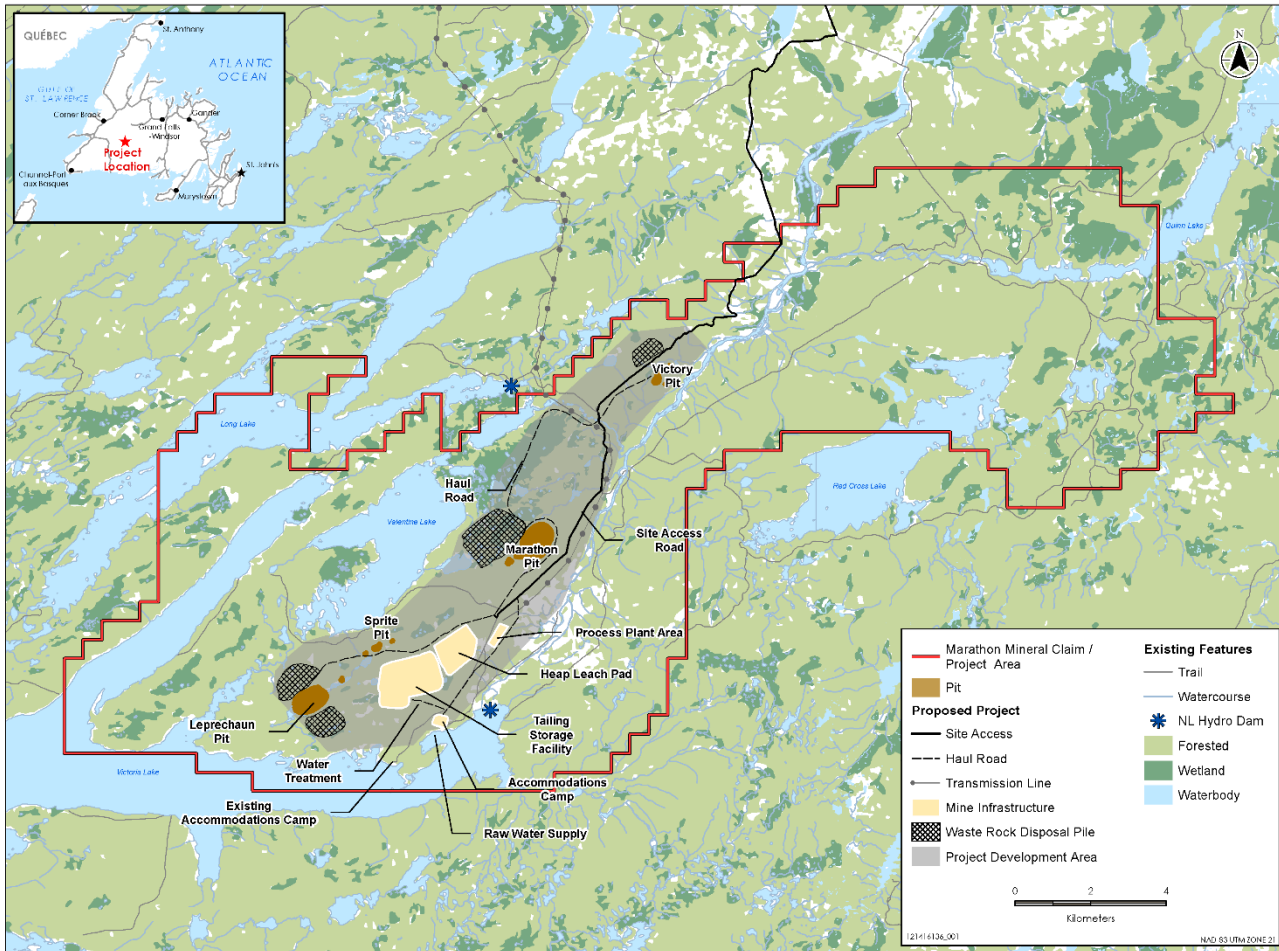 QUÉBEC
St. Anthony
ATLANTIC
OCEAN
GULF OF
ST. LAWRENCE
Corner Brook
Gander
Grand Falls
-Windsor
Project
Location
St. John's
Channel-Port
aux Basques
Marystown
N
Quinn Lake
Victory
Pit
Long Lake
Haul
Road
Red Cross Lake
Valentine Lake
Site Access
Road
Marathon
Pit
Sprite
Pit
Process Plant Area
Heap Leach Pad
Leprechaun
Pit
Tailing
Storage
Facility
Water
Treatment
Victoria Lake
Accommodations
Camp
Existing
Accommodations Camp
Raw Water Supply
Marathon Mineral Claim /
Project Area
Pit
Proposed Project
Site Access
Haul Road
Transmission Line
Mine Infrastructure
Waste Rock Disposal Pile
Project Development Area
Existing Features
Trail
Watercourse
NL Hydro Dam
Forested
Wetland
Waterbody
0 2 4
Kilometers
121416136_001
NAD 83 UTM ZONE 21